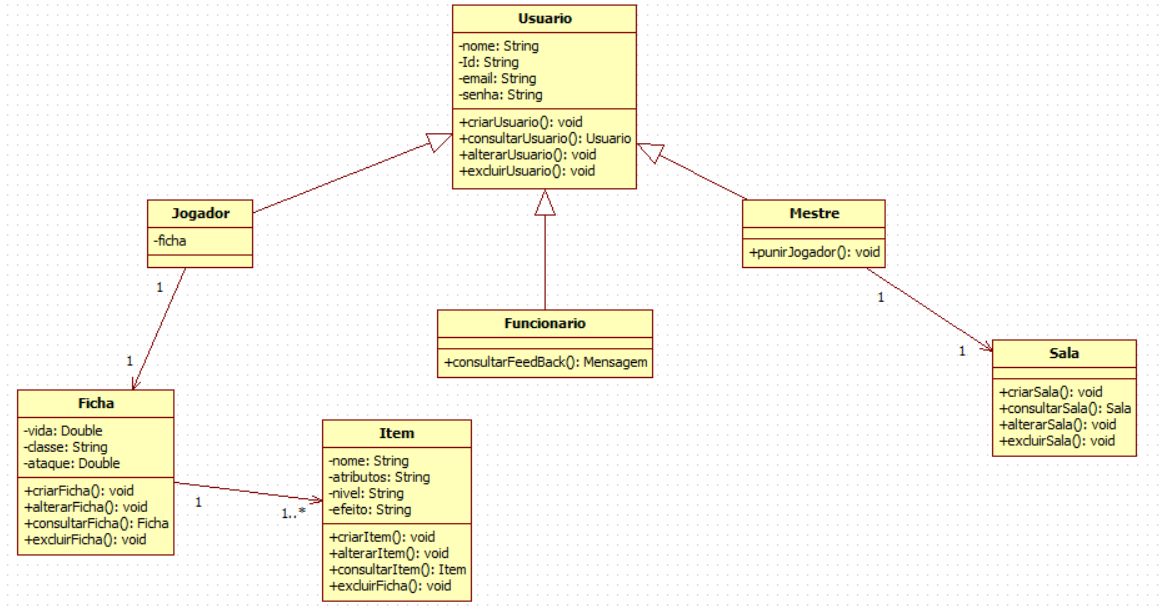 Usuario
-nome: String
-Id: String
-email: String
-senha: String
+criarUsuario(): void
+consultarUsuario(): Usuario
+alterarUsuario(): void
+excluirUsuario(): void
Jogador
-ficha
Mestre
+punirJogador(): void
1
1
Funcionario
+consultarFeedBack(): Mensagem
1
1
Sala
+criarSala(): void
+consultarSala(): Sala
+alterarSala(): void
+excluirSala(): void
Ficha
-vida: Double
-classe: String
-ataque: Double
+criarFicha(): void
+alterarFicha(): void
+consultarFicha(): Ficha
+excluirFicha(): void
1
1..*
Item
-nome: String
-atributos: String
-nivel: String
-efeito: String
+criarItem(): void
+alterarItem(): void
+consultarItem(): Item
+excluirFicha(): void